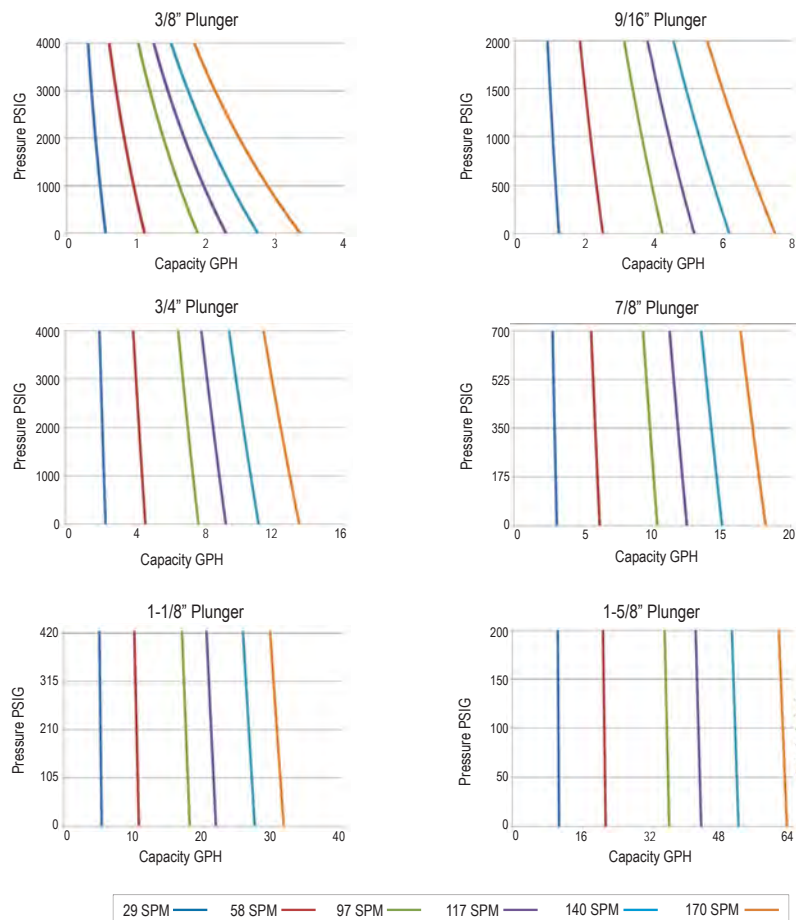 3/8” Plunger
4000
3000
2000
1000
0
Pressure PSIG
0 1 2 3 4
Capacity GPH
9/16” Plunger
2000
1500
1000
500
0
Pressure PSIG
0 2 4 6 8
Capacity GPH
3/4” Plunger
4000
3000
2000
1000
0
Pressure PSIG
0 4 8 12 16
Capacity GPH
7/8” Plunger
700
525
350
175
0
Pressure PSIG
0 5 10 15 20
Capacity GPH
1-1/8” Plunger
420
315
210
105
0
Pressure PSIG
0 10 20 30 40
Capacity GPH
1-5/8” Plunger
200
150
100
50
0
Pressure PSIG
0 16 32 48 64
Capacity GPH
29 SPM 58 SPM 97 SPM 117 SPM 140 SPM 170 SPM